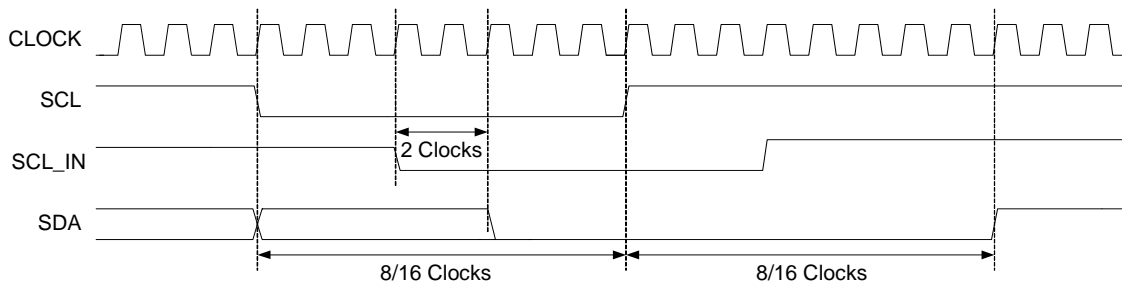 CLOCK
SCL
2 Clocks
SCL_IN
SDA
8/16 Clocks
8/16 Clocks